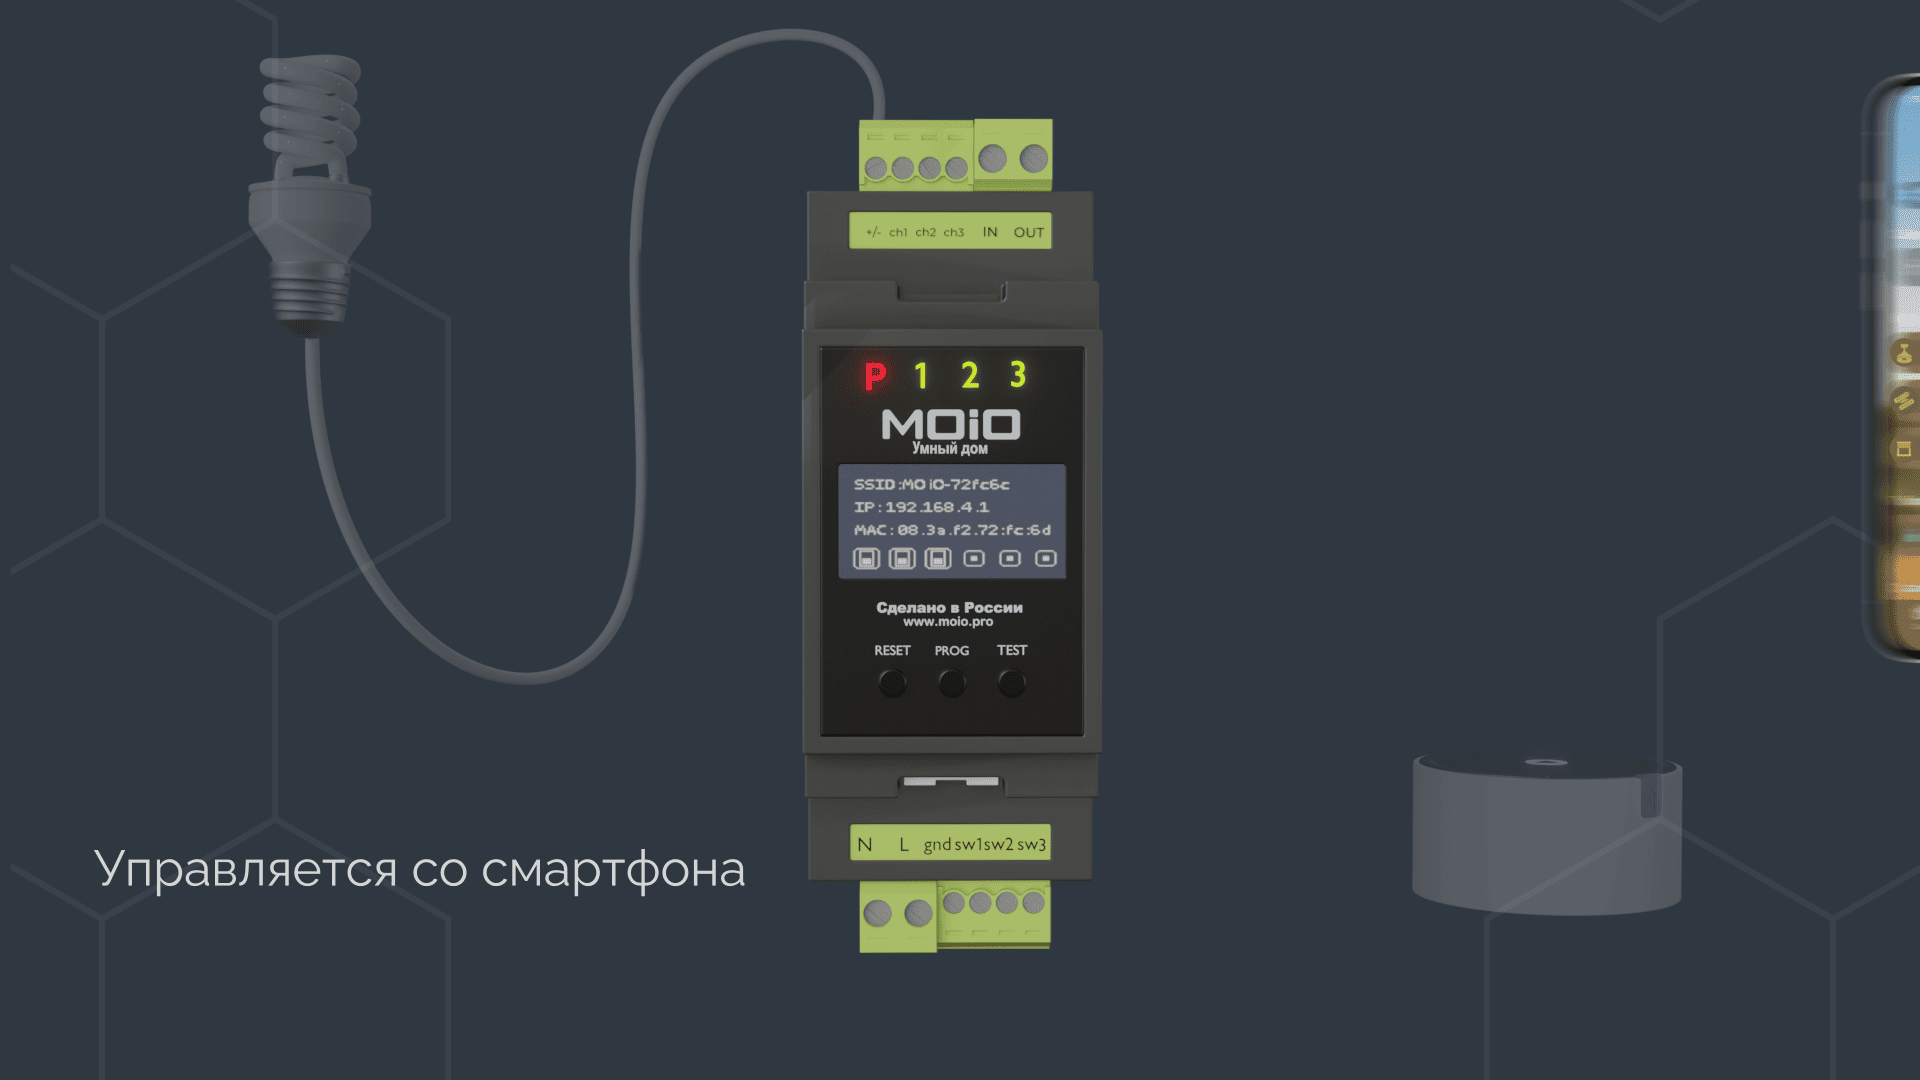 +/- ch1 ch2 ch3 IN OUT
P 1 2 3
MOiO
Умный дом
SSID:MOiO-72fc6c
IP:192.168.4.1
MAC:08.3a.f2.72:fc:6d
Сделано в России
www.moio.pro
RESET PROG TEST
N L gnd sw1 sw2 sw3
Управляется со смартфона